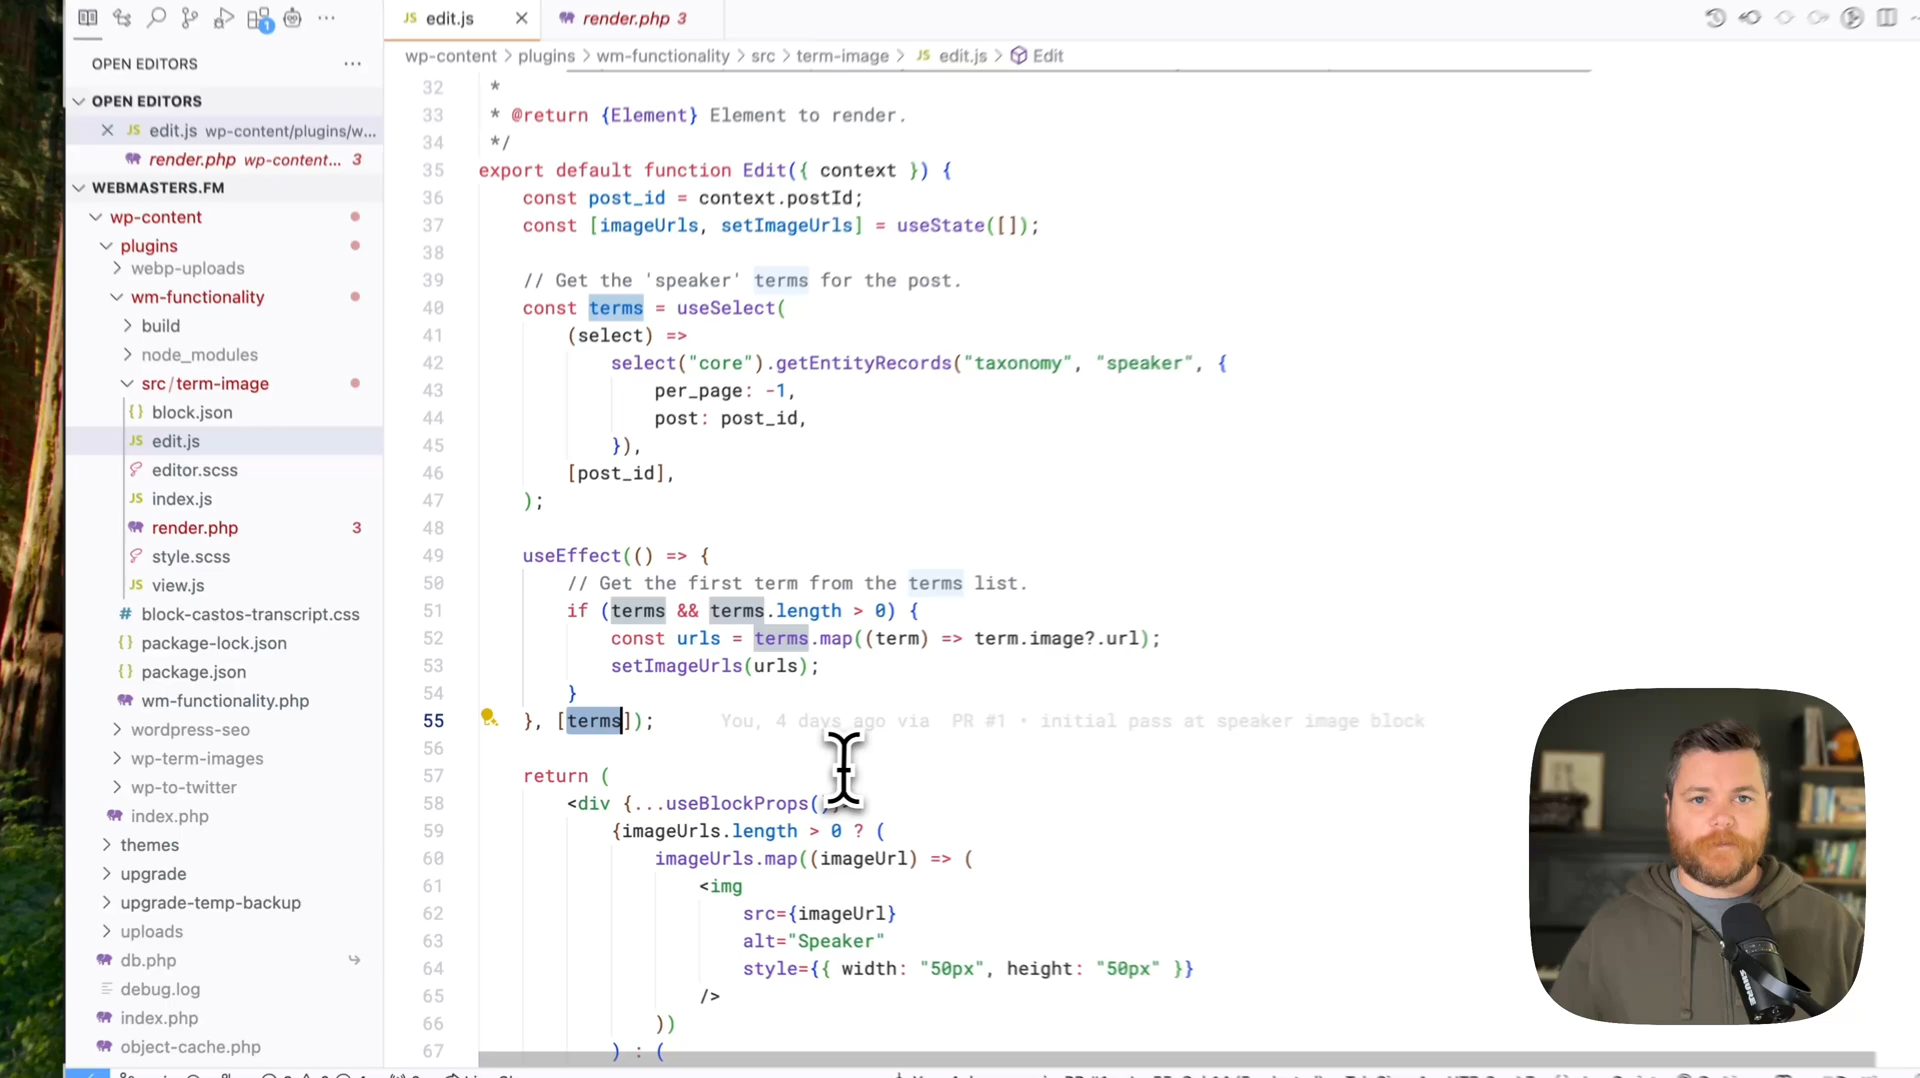 edit.js
render.php 3
OPEN EDITORS
wp-content > plugins > wm-functionality > src > term-image > JS edit.js > Edit
OPEN EDITORS
JS edit.js wp-content/plugins/w...
render.php wp-content... 3
WEBMASTERS.FM
wp-content
plugins
webp-uploads
wm-functionality
build
node_modules
src/term-image
{} block.json
JS edit.js
editor.scss
JS index.js
render.php 3
style.scss
JS view.js
# block-castos-transcript.css
{} package-lock.json
{} package.json
wm-functionality.php
wordpress-seo
wp-term-images
wp-to-twitter
index.php
themes
upgrade
upgrade-temp-backup
uploads
db.php
debug.log
index.php
object-cache.php
32 *
33 * @return {Element} Element to render.
34 */
35 export default function Edit({ context }) {
36 const post_id = context.postId;
37 const [imageUrls, setImageUrls] = useState([]);
38
39 // Get the 'speaker' terms for the post.
40 const terms = useSelect(
41 (select) =>
42 select("core").getEntityRecords("taxonomy", "speaker", {
43 per_page: -1,
44 post: post_id,
45 }),
46 [post_id],
47 );
48
49 useEffect(() => {
50 // Get the first term from the terms list.
51 if (terms && terms.length > 0) {
52 const urls = terms.map((term) => term.image?.url);
53 setImageUrls(urls);
54 }
55 }, [terms]); You, 4 days ago via PR #1 • initial pass at speaker image block
56
57 return (
58 <div {...useBlockProps(
59 {imageUrls.length > 0 ? (
60 imageUrls.map((imageUrl) => (
61 <img
62 src={imageUrl}
63 alt="Speaker"
64 style={{ width: "50px", height: "50px" }}
65 />
66 ))
67 ) : (